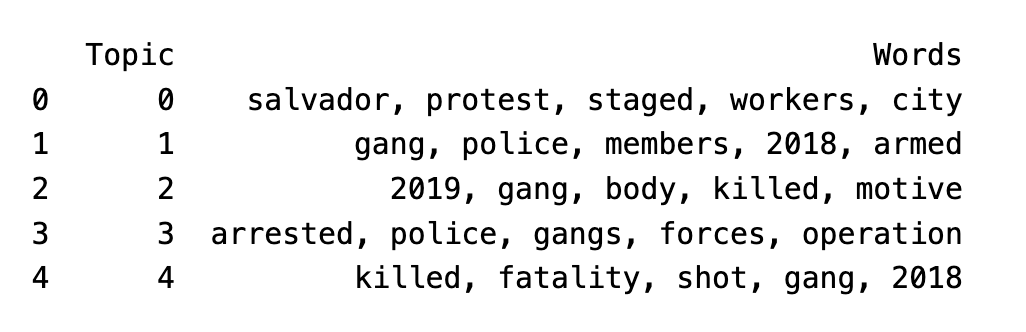 Topic Words
0 0 salvador, protest, staged, workers, city
1 1 gang, police, members, 2018, armed
2 2 2019, gang, body, killed, motive
3 3 arrested, police, gangs, forces, operation
4 4 killed, fatality, shot, gang, 2018